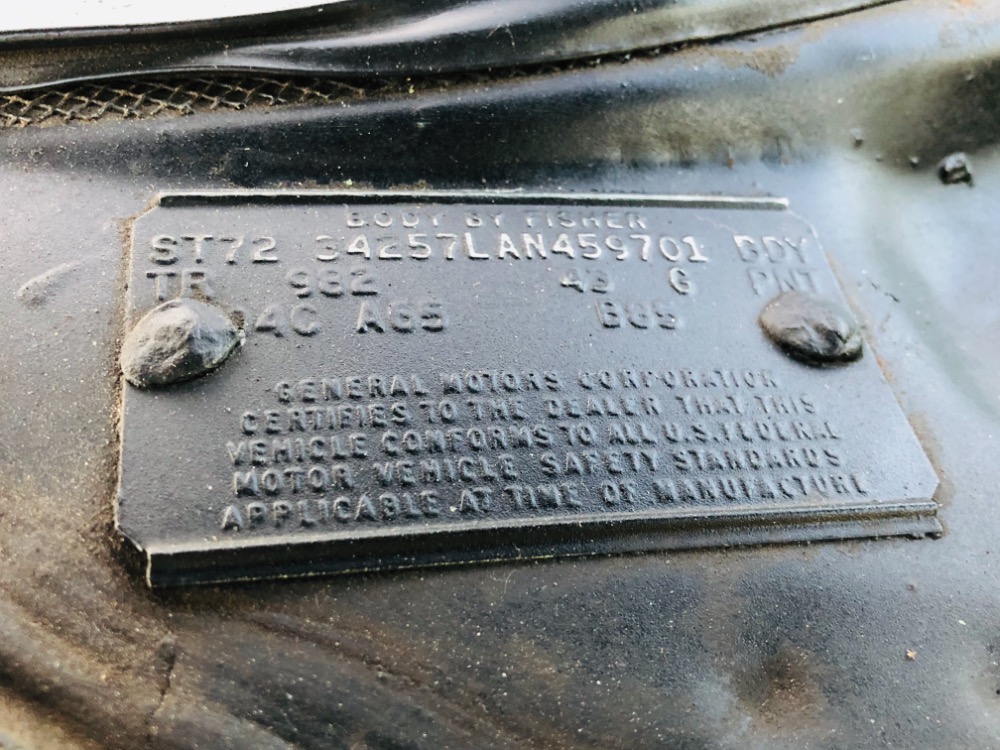 BODY BY FISHER
ST72 34257LAN459701 BDY
TR 982 43 G PNT
04C A65 B85
GENERAL MOTORS CORPORATION
CERTIFIES TO THE DEALER THAT THIS
VEHICLE CONFORMS TO ALL U.S. FEDERAL
MOTOR VEHICLE SAFETY STANDARDS
APPLICABLE AT TIME OF MANUFACTURE